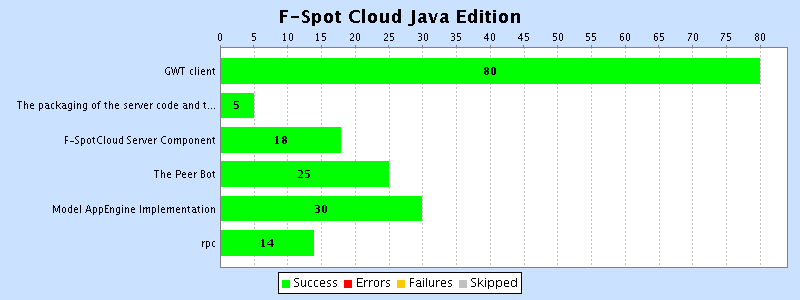 F-Spot Cloud Java Edition
0 5 10 15 20 25 30 35 40 45 50 55 60 65 70 75 80
GWT client 80
The packaging of the server code and t... 5
F-SpotCloud Server Component 18
The Peer Bot 25
Model AppEngine Implementation 30
rpc 14
Success Errors Failures Skipped